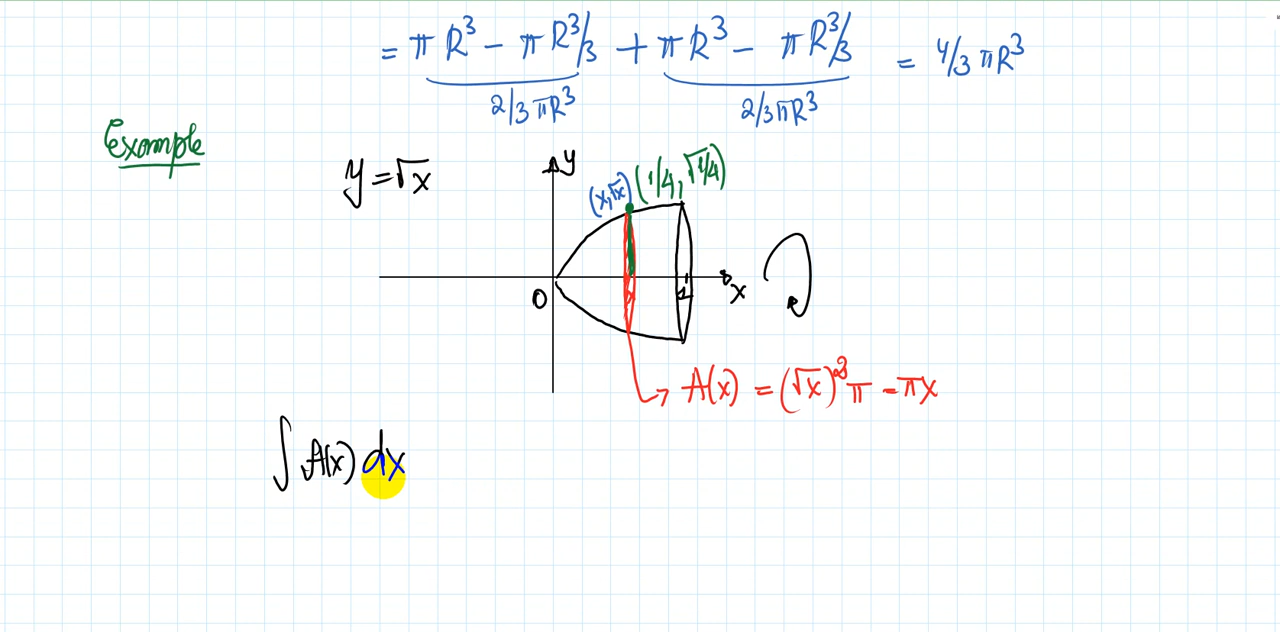 = πR³ − πR³/3 + πR³ − πR³/3 = 4/3 πR³
2/3 πR³ 2/3 πR³
Example
y = √x
y
(x, √x) (1/4, √1/4)
O x 1 x
A(x) = (√x)² π = πx
∫ A(x) dx